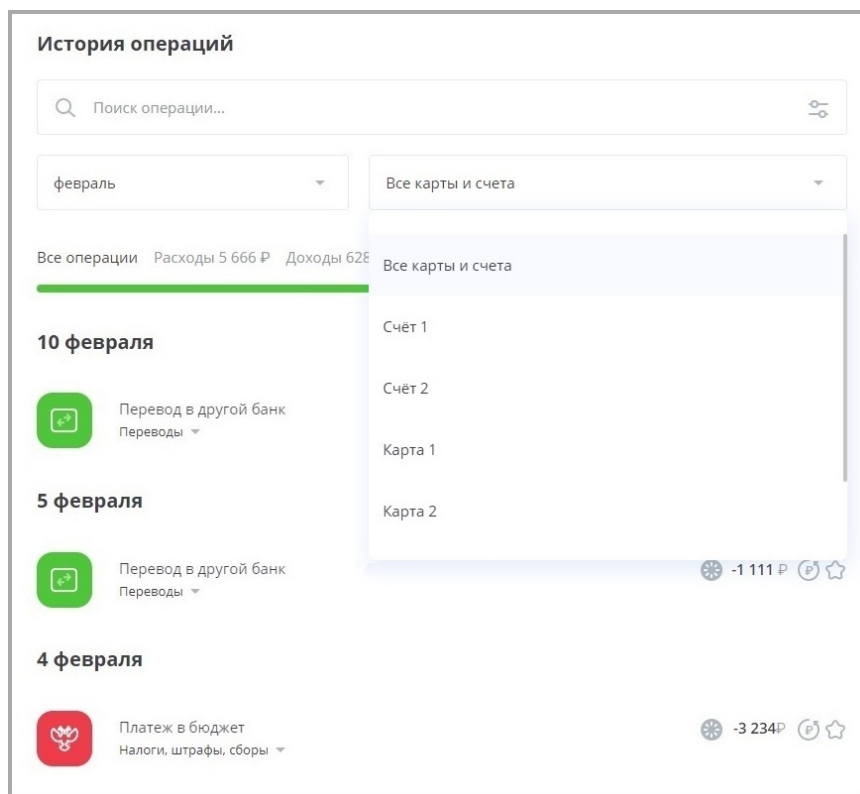 История операций
Поиск операции...
февраль
Все карты и счета
Все операции Расходы 5 666 ₽ Доходы 628
Все карты и счета
Счёт 1
Счёт 2
Карта 1
Карта 2
10 февраля
Перевод в другой банк
Переводы
5 февраля
Перевод в другой банк
Переводы
-1 111 ₽
4 февраля
Платеж в бюджет
Налоги, штрафы, сборы
-3 234₽